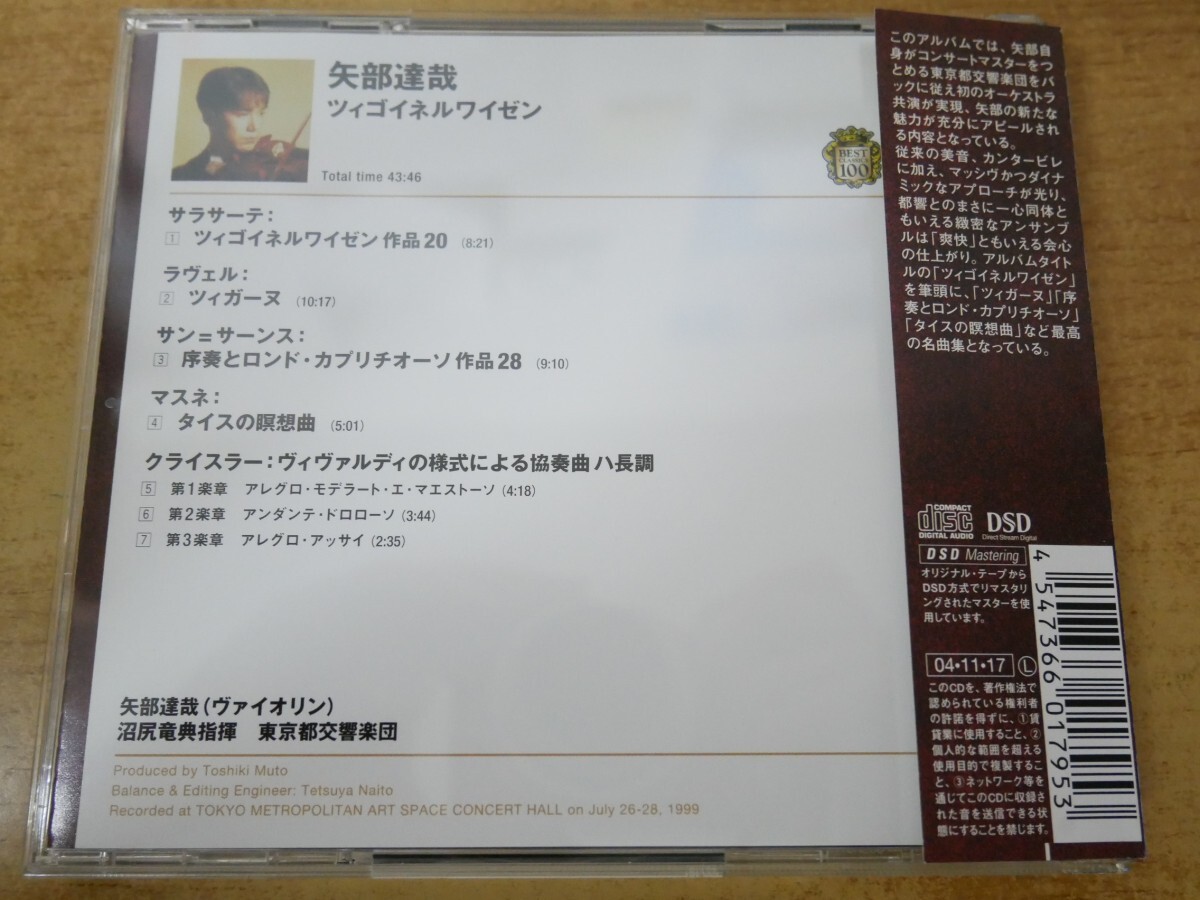 矢部達哉
ツィゴイネルワイゼン
Total time 43:46
BEST
CLASSICS
100
サラサーテ:
1 ツィゴイネルワイゼン 作品20 (8:21)
ラヴェル:
2 ツィガーヌ (10:17)
サン=サーンス:
3 序奏とロンド・カプリチオーソ 作品28 (9:10)
マスネ:
4 タイスの瞑想曲 (5:01)
クライスラー:ヴィヴァルディの様式による協奏曲 ハ長調
5 第1楽章 アレグロ・モデラート・エ・マエストーソ (4:18)
6 第2楽章 アンダンテ・ドロローソ (3:44)
7 第3楽章 アレグロ・アッサイ (2:35)
矢部達哉(ヴァイオリン)
沼尻竜典指揮 東京都交響楽団
Produced by Toshiki Muto
Balance & Editing Engineer: Tetsuya Naito
Recorded at TOKYO METROPOLITAN ART SPACE CONCERT HALL on July 26-28, 1999
このアルバムでは、矢部自
身がコンサートマスターをつ
とめる東京都交響楽団をバ
ックに従え初のオーケストラ
共演が実現、矢部の新たな
魅力が充分にアピールされ
る内容となっている。
従来の美音、カンタービレ
に加え、マッシヴかつダイナ
ミックなアプローチが光り、
都響とのまさに一心同体と
もいえる緻密なアンサンブ
ルは「爽快」ともいえる会心
の仕上がり。アルバムタイト
ルの「ツィゴイネルワイゼン」
を筆頭に、「ツィガーヌ」「序
奏とロンド・カプリチオーソ」
「タイスの瞑想曲」など最高
の名曲集となっている。
COMPACT
disc
DIGITAL AUDIO
DSD
Direct Stream Digital
DSD Mastering
オリジナル・テープから
DSD方式でリマスタリ
ングされたマスターを使
用しています。
04・11・17 L
このCDを、著作権法で
認められている権利者
の許諾を得ずに、①賃
貸業に使用すること、②
個人的な範囲を超える
使用目的で複製するこ
と、③ネットワーク等を
通じてこのCDに収録さ
れた音を送信できる状
態にすることを禁じます。
4 547366 017953